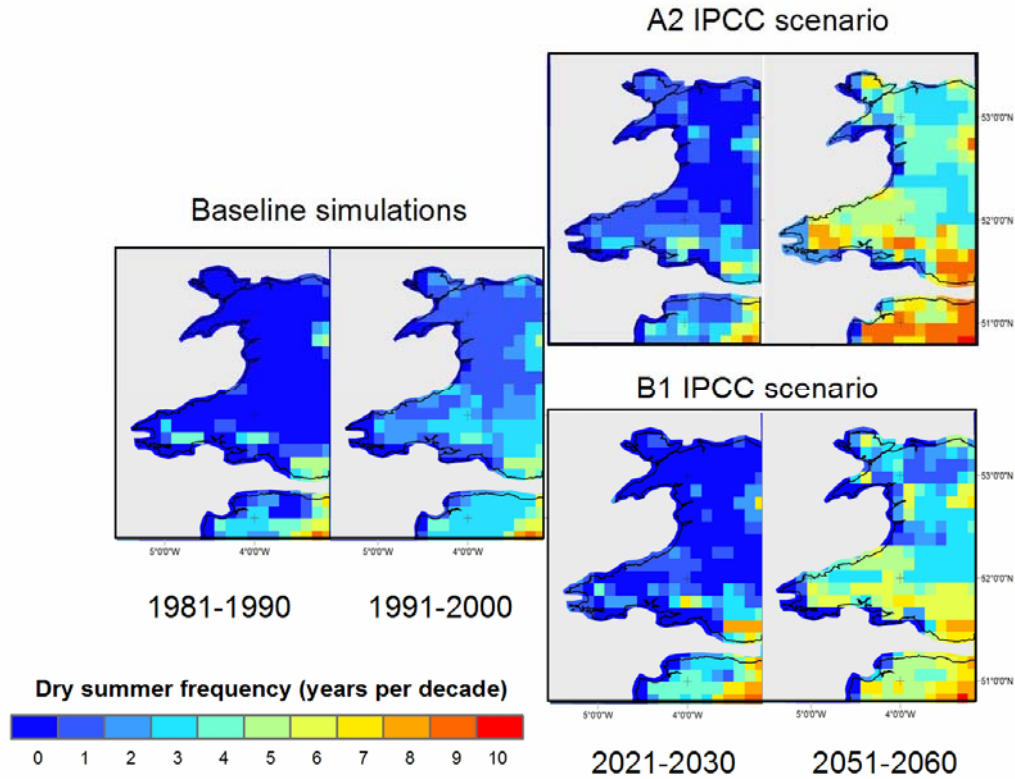 A2 IPCC scenario
53°0'0"N
52°0'0"N
51°0'0"N
Baseline simulations
5°0'0"W 4°0'0"W 5°0'0"W 4°0'0"W
1981-1990 1991-2000
B1 IPCC scenario
53°0'0"N
52°0'0"N
51°0'0"N
5°0'0"W 4°0'0"W 5°0'0"W 4°0'0"W
2021-2030 2051-2060
Dry summer frequency (years per decade)
0 1 2 3 4 5 6 7 8 9 10